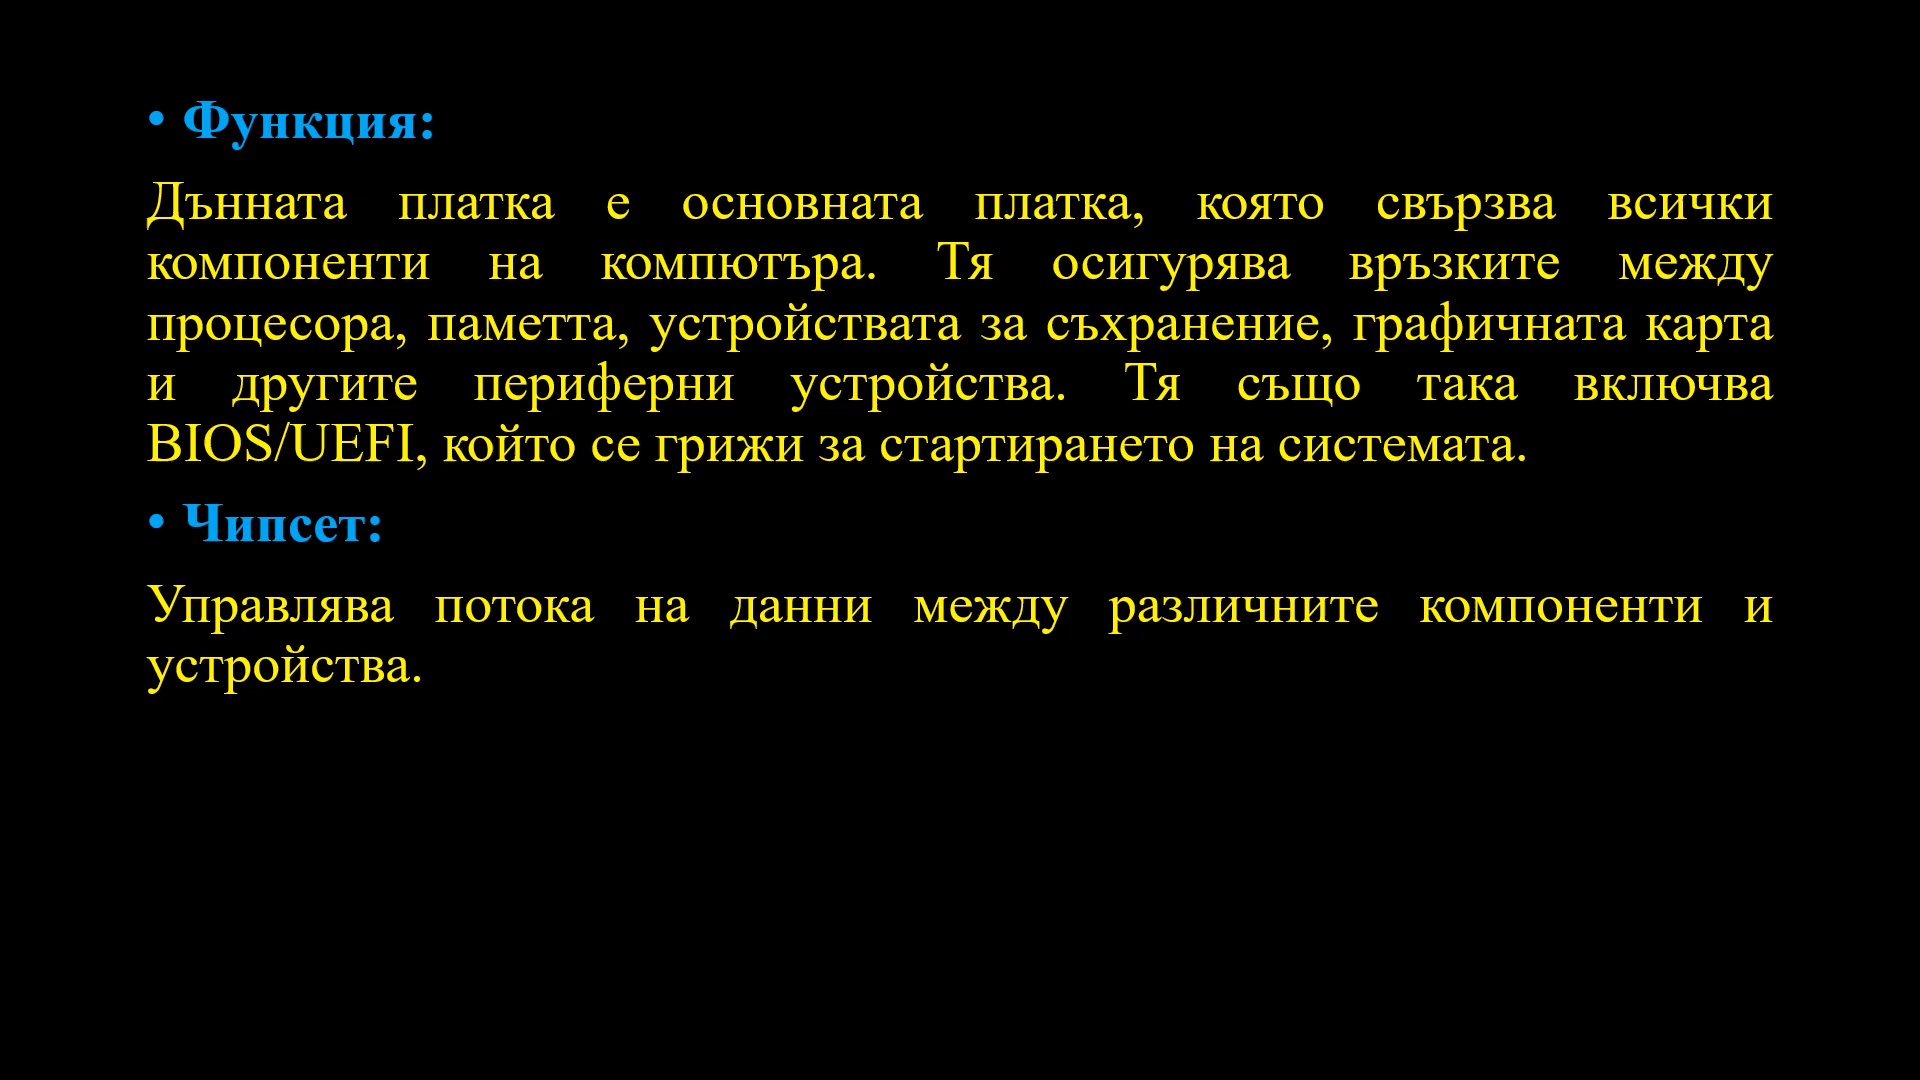 • Функция:
Дънната платка е основната платка, която свързва всички
компоненти на компютъра. Тя осигурява връзките между
процесора, паметта, устройствата за съхранение, графичната карта
и другите периферни устройства. Тя също така включва
BIOS/UEFI, който се грижи за стартирането на системата.
• Чипсет:
Управлява потока на данни между различните компоненти и
устройства.